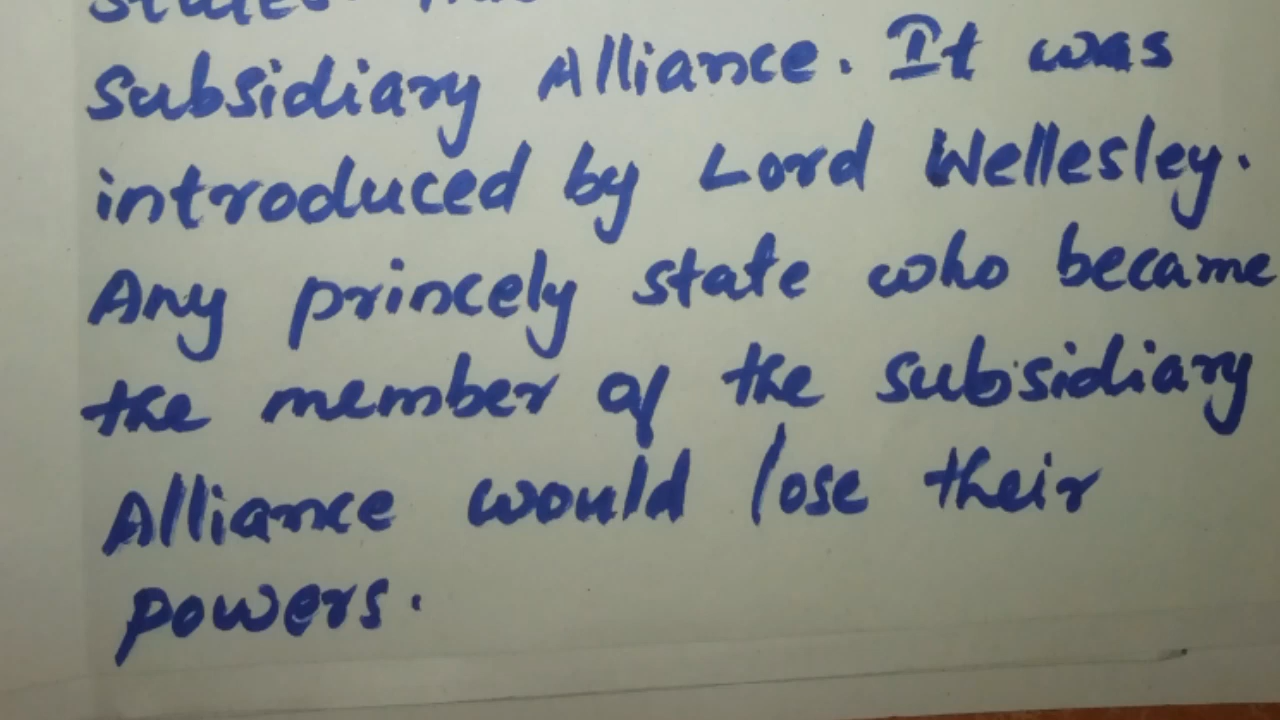 Subsidiary Alliance. It was
introduced by Lord Wellesley.
Any princely state who became
the member of the subsidiary
Alliance would lose their
powers.